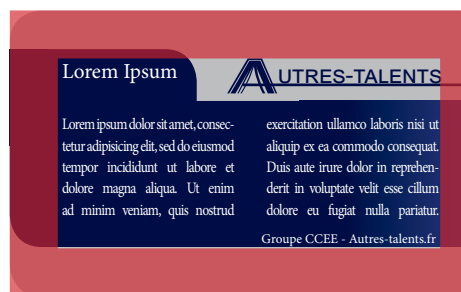 Lorem Ipsum
AUTRES-TALENTS
Lorem ipsum dolor sit amet, consec-
tetur adipisicing elit, sed do eiusmod
tempor incididunt ut labore et
dolore magna aliqua. Ut enim
ad minim veniam, quis nostrud
exercitation ullamco laboris nisi ut
aliquip ex ea commodo consequat.
Duis aute irure dolor in reprehen-
derit in voluptate velit esse cillum
dolore eu fugiat nulla pariatur.
Groupe CCEE - Autres-talents.fr